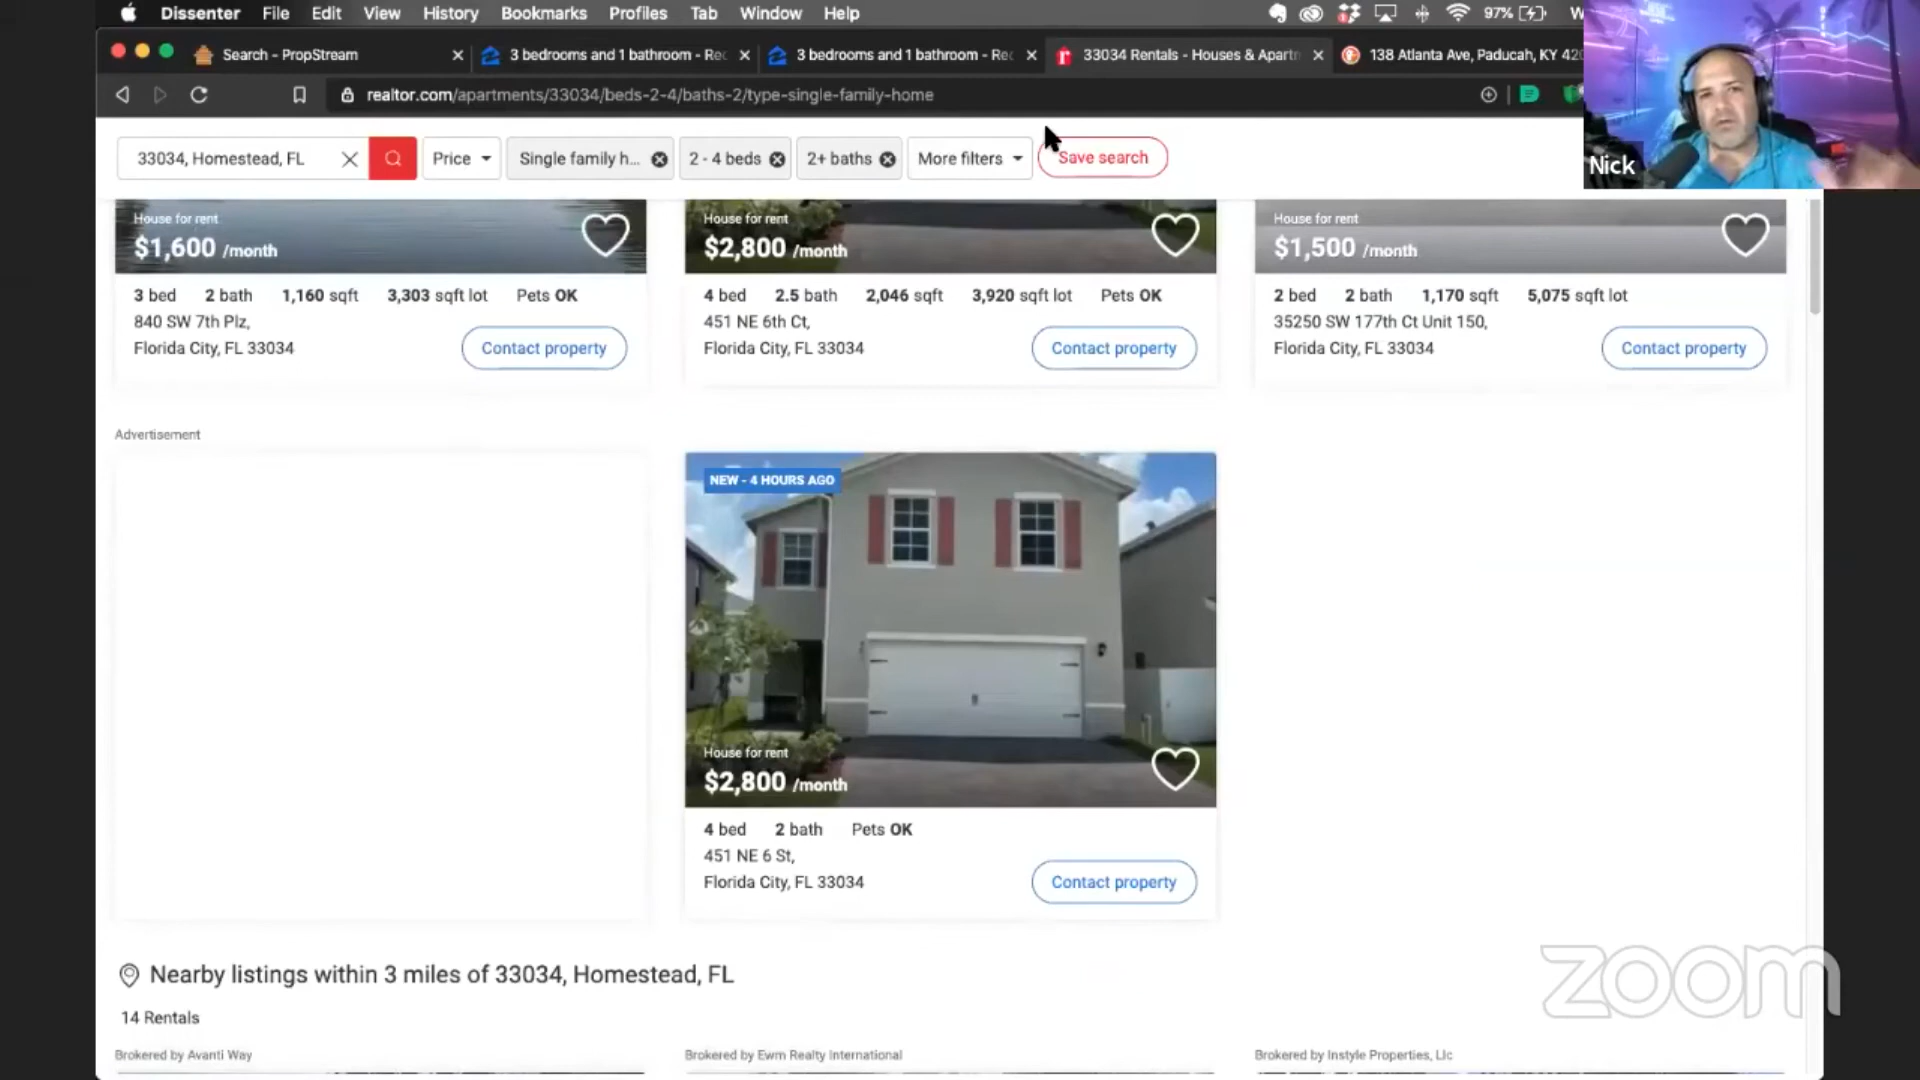 Dissenter File Edit View History Bookmarks Profiles Tab Window Help 97%
Search - PropStream
3 bedrooms and 1 bathroom - Rec
3 bedrooms and 1 bathroom - Rec
33034 Rentals - Houses & Apartm
138 Atlanta Ave, Paducah, KY 420
realtor.com/apartments/33034/beds-2-4/baths-2/type-single-family-home
33034, Homestead, FL
Price
Single family h...
2 - 4 beds
2+ baths
More filters
Save search
Nick
House for rent
$1,600 /month
3 bed 2 bath 1,160 sqft 3,303 sqft lot Pets OK
840 SW 7th Plz,
Florida City, FL 33034
Contact property
House for rent
$2,800 /month
4 bed 2.5 bath 2,046 sqft 3,920 sqft lot Pets OK
451 NE 6th Ct,
Florida City, FL 33034
Contact property
House for rent
$1,500 /month
2 bed 2 bath 1,170 sqft 5,075 sqft lot
35250 SW 177th Ct Unit 150,
Florida City, FL 33034
Contact property
Advertisement
NEW - 4 HOURS AGO
House for rent
$2,800 /month
4 bed 2 bath Pets OK
451 NE 6 St,
Florida City, FL 33034
Contact property
Nearby listings within 3 miles of 33034, Homestead, FL
14 Rentals
Brokered by Avanti Way
Brokered by Ewm Realty International
Brokered by Instyle Properties, Llc
zoom